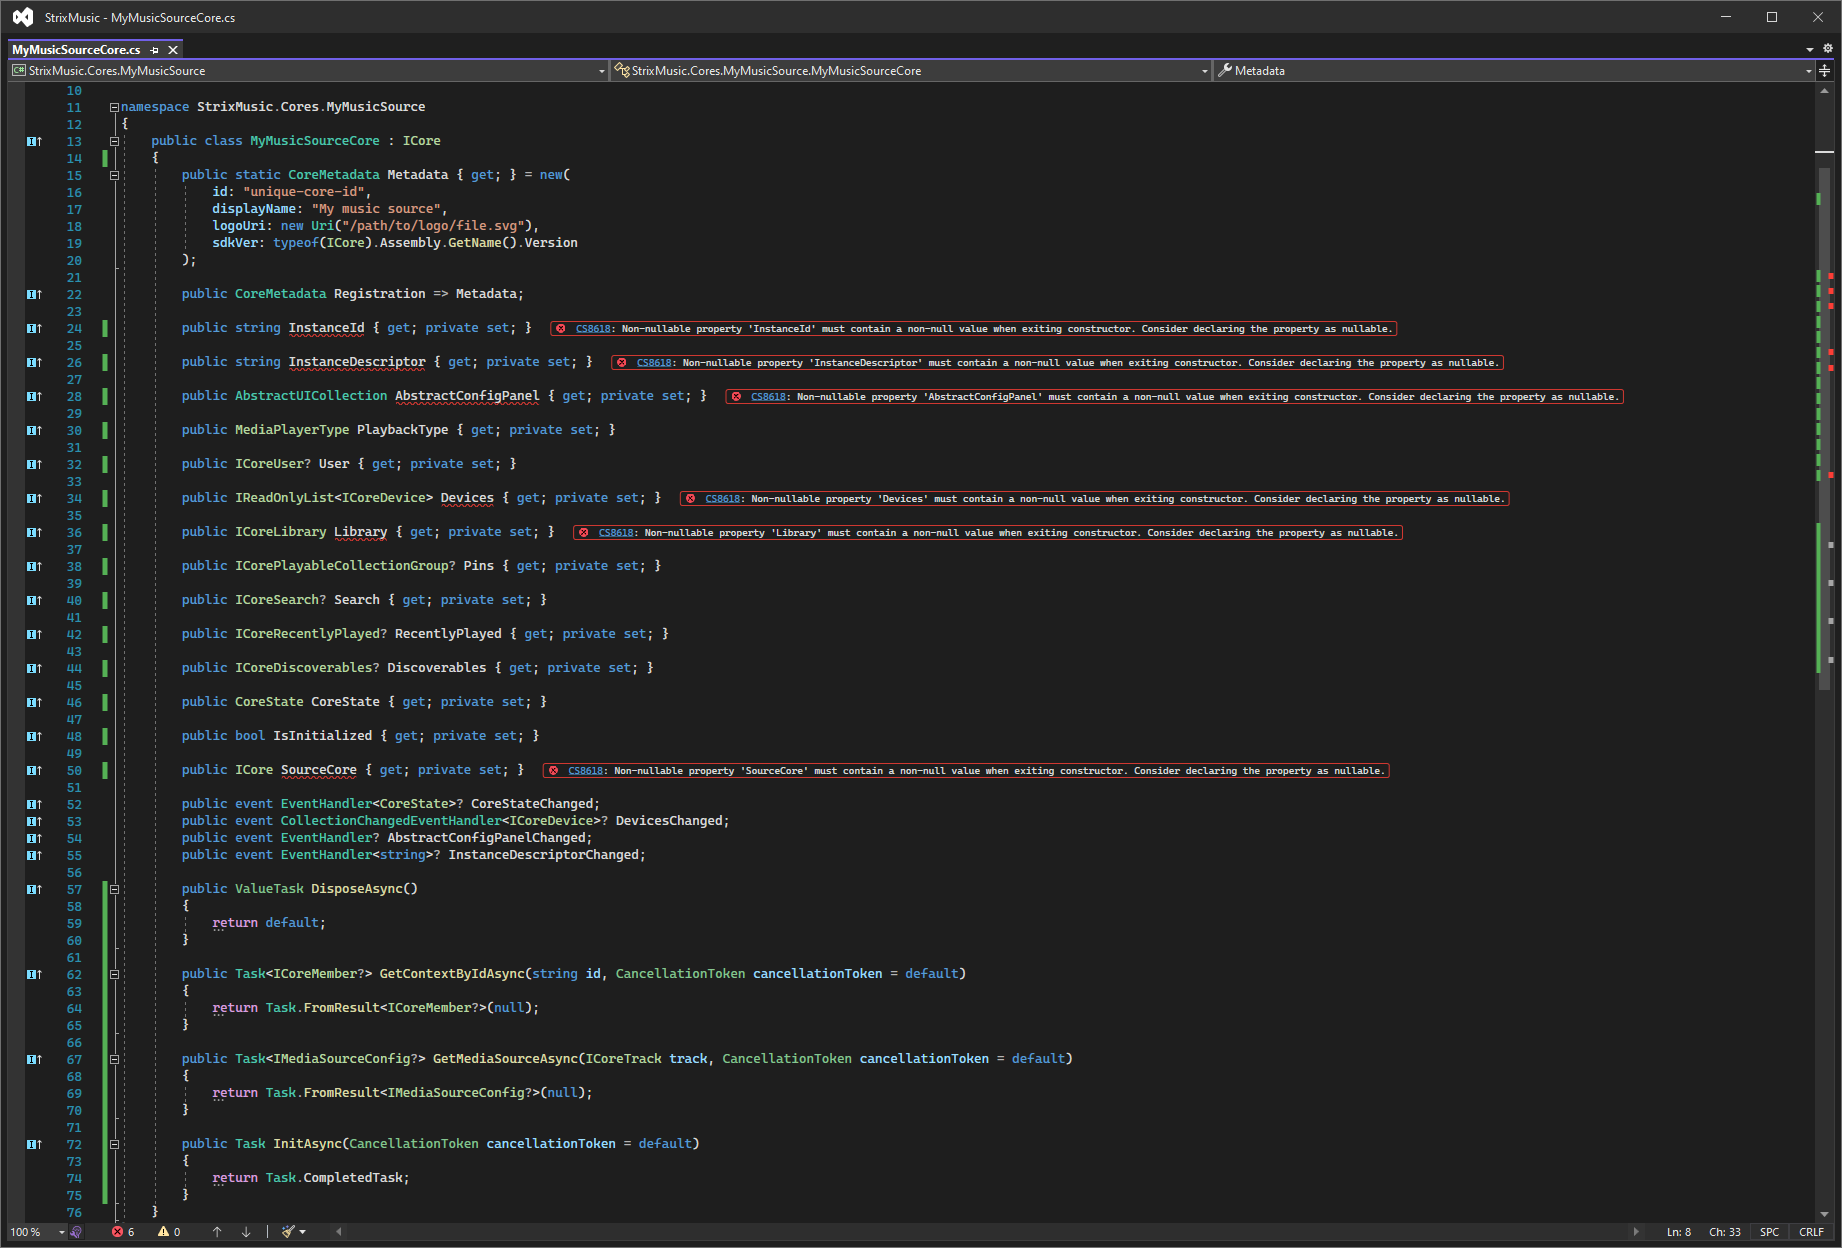 StrixMusic - MyMusicSourceCore.cs
MyMusicSourceCore.cs
StrixMusic.Cores.MyMusicSource
StrixMusic.Cores.MyMusicSource.MyMusicSourceCore
Metadata
10
11 namespace StrixMusic.Cores.MyMusicSource
12 {
13 public class MyMusicSourceCore : ICore
14 {
15 public static CoreMetadata Metadata { get; } = new(
16 id: "unique-core-id",
17 displayName: "My music source",
18 logoUri: new Uri("/path/to/logo/file.svg"),
19 sdkVer: typeof(ICore).Assembly.GetName().Version
20 );
21
22 public CoreMetadata Registration => Metadata;
23
24 public string InstanceId { get; private set; } CS8618: Non-nullable property 'InstanceId' must contain a non-null value when exiting constructor. Consider declaring the property as nullable.
25
26 public string InstanceDescriptor { get; private set; } CS8618: Non-nullable property 'InstanceDescriptor' must contain a non-null value when exiting constructor. Consider declaring the property as nullable.
27
28 public AbstractUICollection AbstractConfigPanel { get; private set; } CS8618: Non-nullable property 'AbstractConfigPanel' must contain a non-null value when exiting constructor. Consider declaring the property as nullable.
29
30 public MediaPlayerType PlaybackType { get; private set; }
31
32 public ICoreUser? User { get; private set; }
33
34 public IReadOnlyList<ICoreDevice> Devices { get; private set; } CS8618: Non-nullable property 'Devices' must contain a non-null value when exiting constructor. Consider declaring the property as nullable.
35
36 public ICoreLibrary Library { get; private set; } CS8618: Non-nullable property 'Library' must contain a non-null value when exiting constructor. Consider declaring the property as nullable.
37
38 public ICorePlayableCollectionGroup? Pins { get; private set; }
39
40 public ICoreSearch? Search { get; private set; }
41
42 public ICoreRecentlyPlayed? RecentlyPlayed { get; private set; }
43
44 public ICoreDiscoverables? Discoverables { get; private set; }
45
46 public CoreState CoreState { get; private set; }
47
48 public bool IsInitialized { get; private set; }
49
50 public ICore SourceCore { get; private set; } CS8618: Non-nullable property 'SourceCore' must contain a non-null value when exiting constructor. Consider declaring the property as nullable.
51
52 public event EventHandler<CoreState>? CoreStateChanged;
53 public event CollectionChangedEventHandler<ICoreDevice>? DevicesChanged;
54 public event EventHandler? AbstractConfigPanelChanged;
55 public event EventHandler<string>? InstanceDescriptorChanged;
56
57 public ValueTask DisposeAsync()
58 {
59 return default;
60 }
61
62 public Task<ICoreMember?> GetContextByIdAsync(string id, CancellationToken cancellationToken = default)
63 {
64 return Task.FromResult<ICoreMember?>(null);
65 }
66
67 public Task<IMediaSourceConfig?> GetMediaSourceAsync(ICoreTrack track, CancellationToken cancellationToken = default)
68 {
69 return Task.FromResult<IMediaSourceConfig?>(null);
70 }
71
72 public Task InitAsync(CancellationToken cancellationToken = default)
73 {
74 return Task.CompletedTask;
75 }
76 }
100 % 6 0 Ln: 8 Ch: 33 SPC CRLF